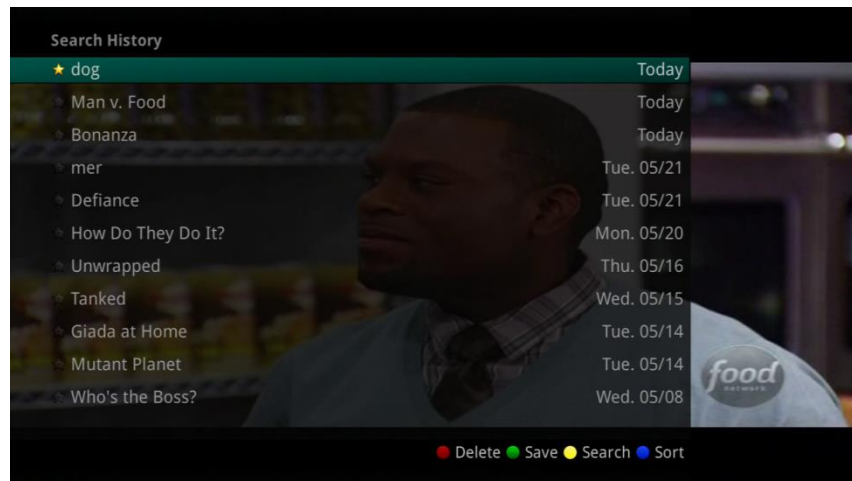 Search History
dog Today
Man v. Food Today
Bonanza Today
mer Tue. 05/21
Defiance Tue. 05/21
How Do They Do It? Mon. 05/20
Unwrapped Thu. 05/16
Tanked Wed. 05/15
Giada at Home Tue. 05/14
Mutant Planet Tue. 05/14
Who's the Boss? Wed. 05/08
food
network
Delete Save Search Sort